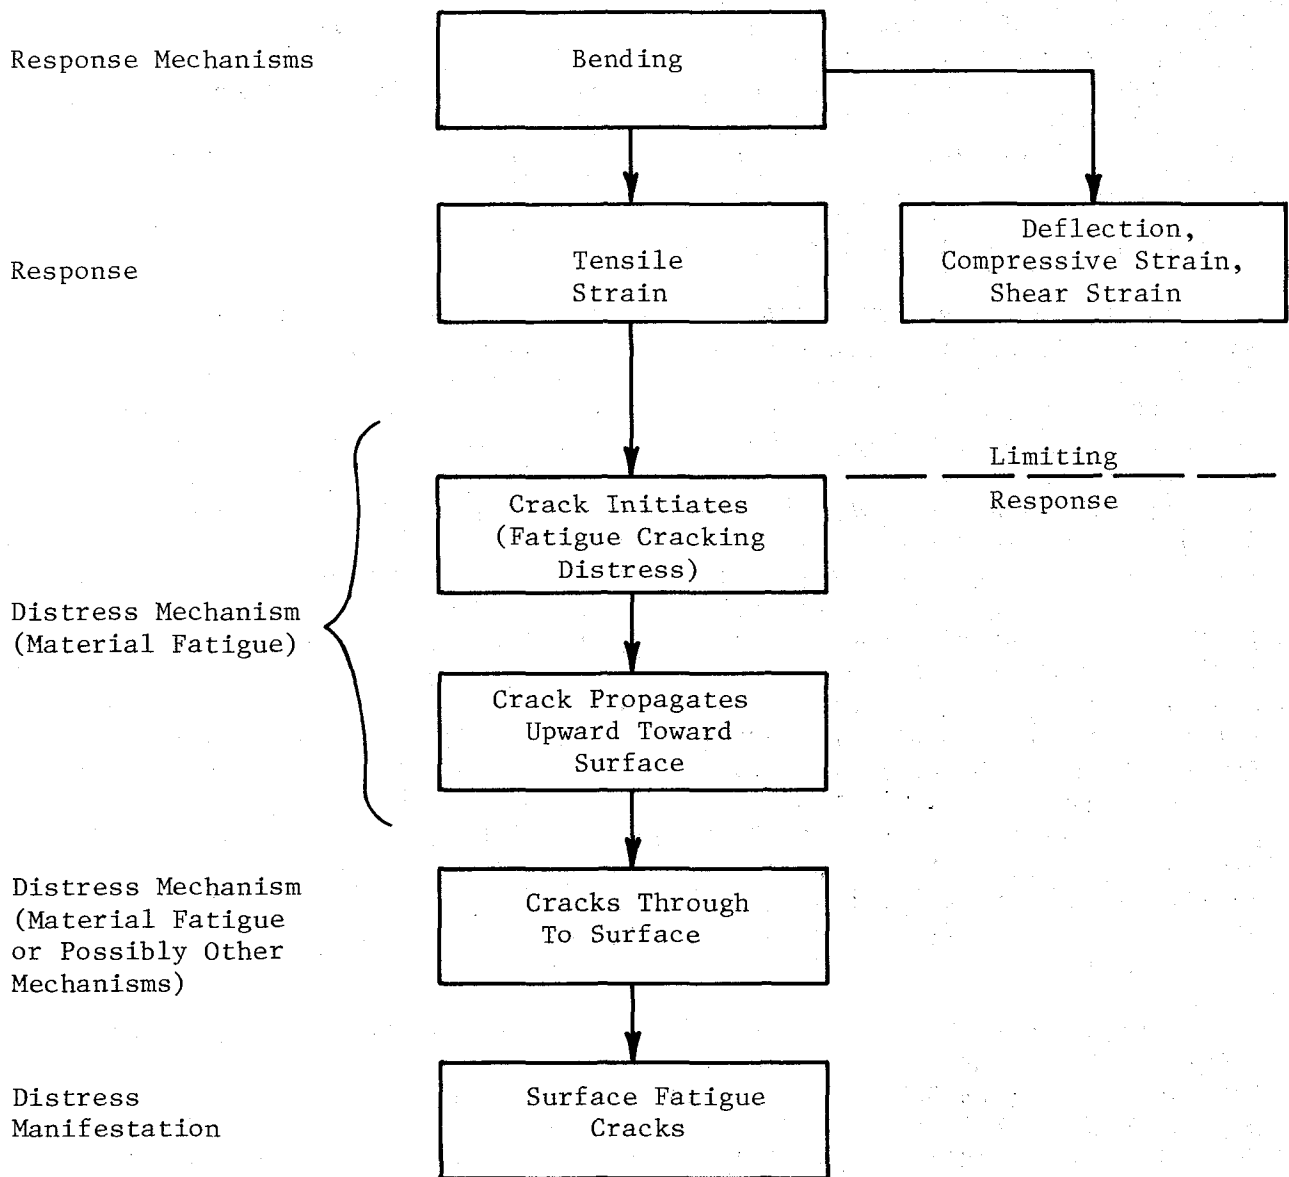 Response Mechanisms
Bending
Response
Tensile
Strain
Deflection,
Compressive Strain,
Shear Strain
Limiting
Response
Crack Initiates
(Fatigue Cracking
Distress)
Distress Mechanism
(Material Fatigue)
Crack Propagates
Upward Toward
Surface
Distress Mechanism
(Material Fatigue
or Possibly Other
Mechanisms)
Cracks Through
To Surface
Distress
Manifestation
Surface Fatigue
Cracks